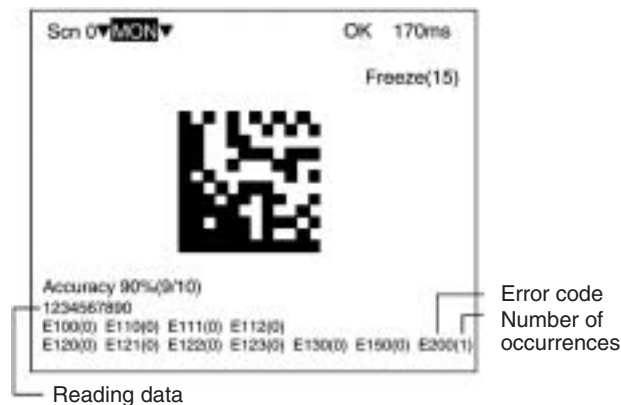 Scn 0▼MON▼ OK 170ms
Freeze(15)
Accuracy 90%(9/10)
1234567890
E100(0) E110(0) E111(0) E112(0)
E120(0) E121(0) E122(0) E123(0) E130(0) E150(0) E200(1)
Error code
Number of
occurrences
Reading data